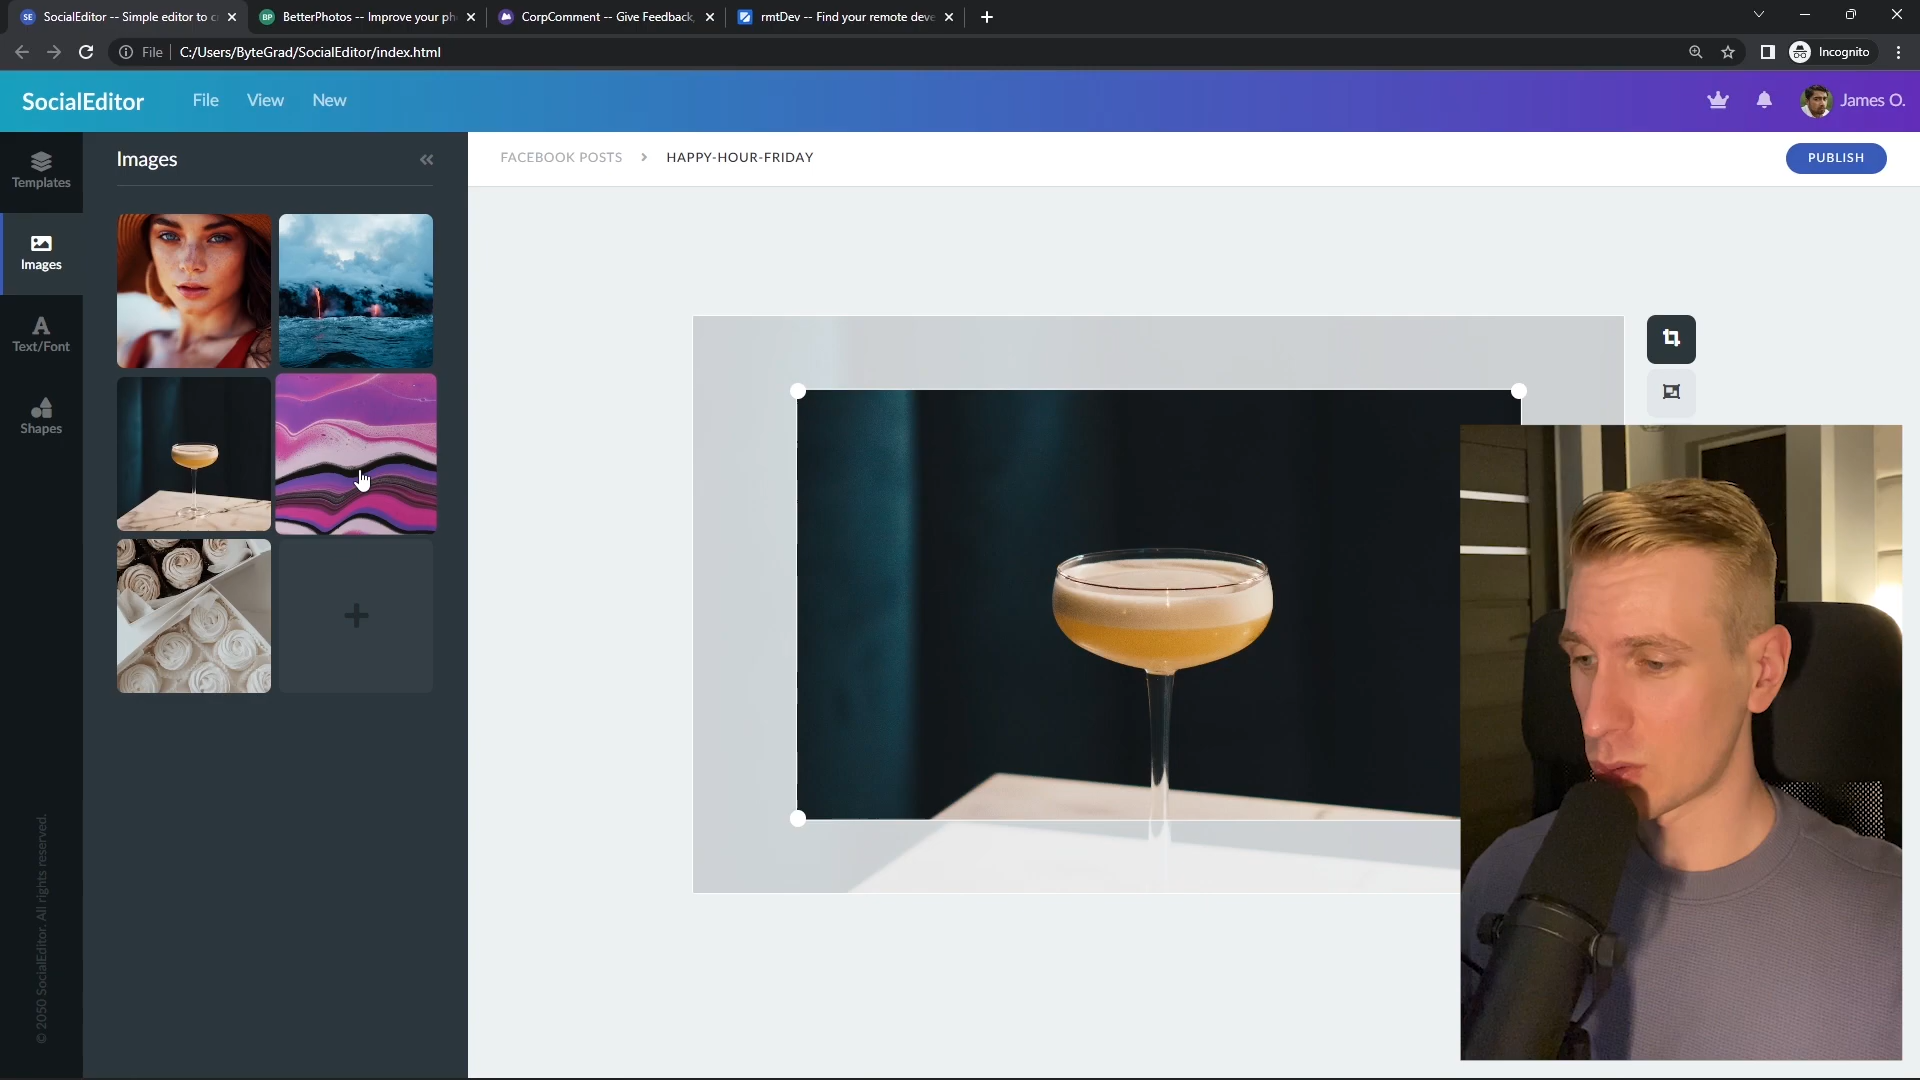 SE SocialEditor -- Simple editor to c
BP BetterPhotos -- Improve your ph
CorpComment -- Give Feedback,
rmtDev -- Find your remote deve
File C:/Users/ByteGrad/SocialEditor/index.html
Incognito
SocialEditor File View New
James O.
Templates
Images
Text/Font
Shapes
© 2050 SocialEditor. All rights reserved.
Images
FACEBOOK POSTS > HAPPY-HOUR-FRIDAY
PUBLISH